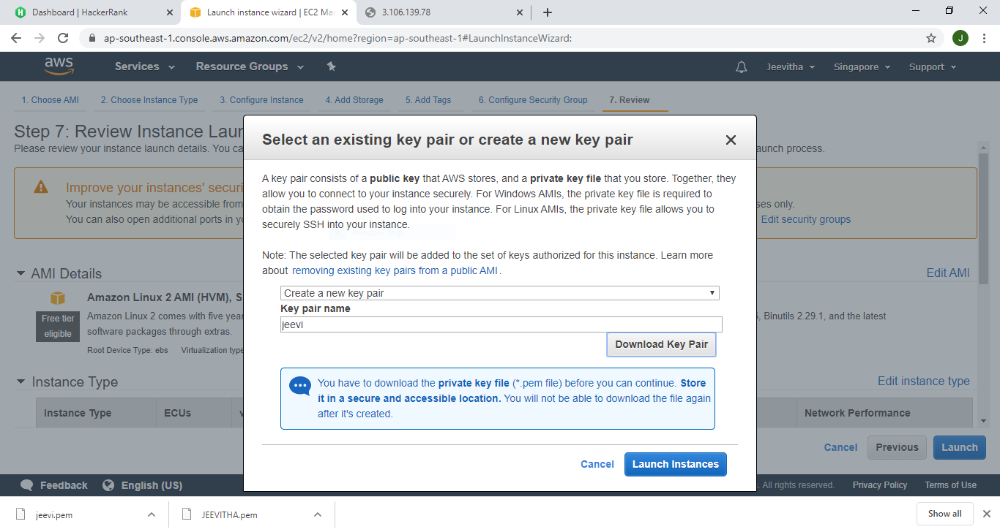 Dashboard | HackerRank
Launch instance wizard | EC2 Ma
3.106.139.78
ap-southeast-1.console.aws.amazon.com/ec2/v2/home?region=ap-southeast-1#LaunchInstanceWizard:
J
aws
Services
Resource Groups
Jeevitha
Singapore
Support
1. Choose AMI
2. Choose Instance Type
3. Configure Instance
4. Add Storage
5. Add Tags
6. Configure Security Group
7. Review
Step 7: Review Instance Laun
Please review your instance launch details. You ca
aunch process.
Improve your instances' securi
Your instances may be accessible from
ses only.
You can also open additional ports in yo
Edit security groups
AMI Details
Edit AMI
Amazon Linux 2 AMI (HVM), S
Free tier
eligible
Amazon Linux 2 comes with five year
, Binutils 2.29.1, and the latest
software packages through extras.
Root Device Type: ebs
Virtualization type
Instance Type
Edit instance type
Instance Type
ECUs
Network Performance
Select an existing key pair or create a new key pair
A key pair consists of a public key that AWS stores, and a private key file that you store. Together, they
allow you to connect to your instance securely. For Windows AMIs, the private key file is required to
obtain the password used to log into your instance. For Linux AMIs, the private key file allows you to
securely SSH into your instance.
Note: The selected key pair will be added to the set of keys authorized for this instance. Learn more
about removing existing key pairs from a public AMI .
Create a new key pair
Key pair name
jeevi
Download Key Pair
You have to download the private key file (*.pem file) before you can continue. Store
it in a secure and accessible location. You will not be able to download the file again
after it's created.
Cancel
Launch Instances
Cancel
Previous
Launch
Feedback
English (US)
. All rights reserved.
Privacy Policy
Terms of Use
jeevi.pem
JEEVITHA.pem
Show all